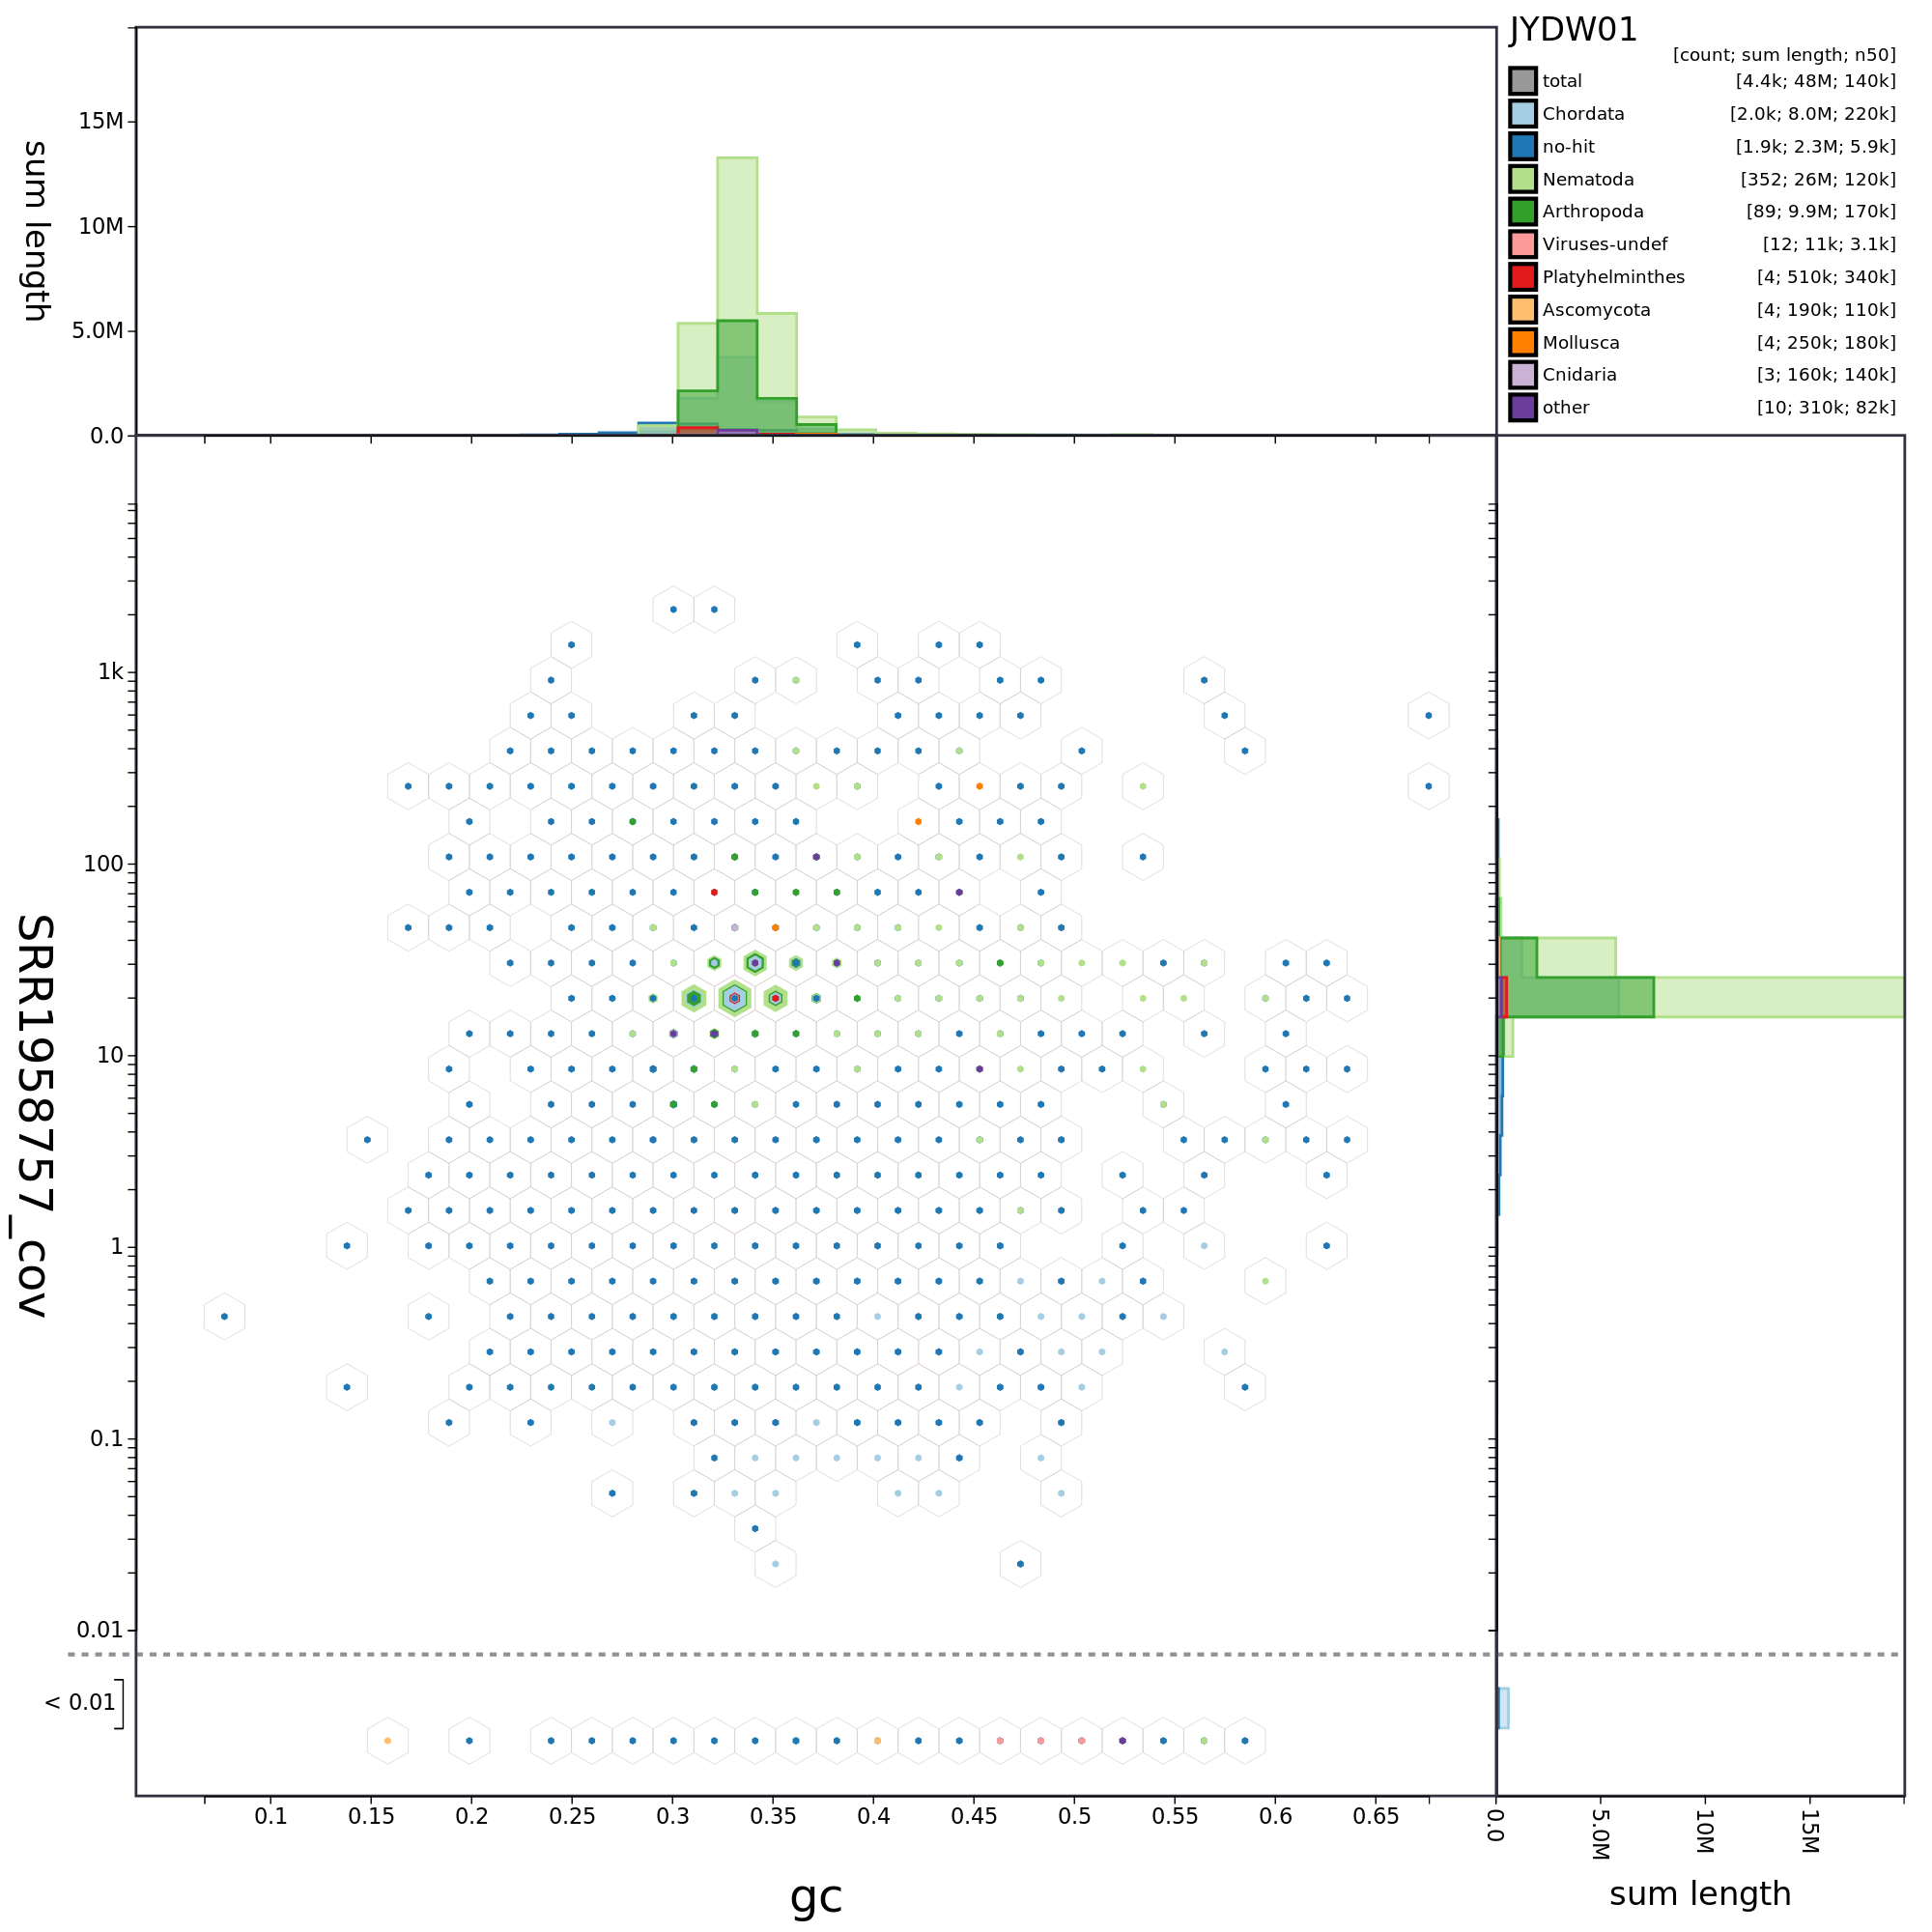 JYDW01
[count; sum length; n50]
total [4.4k; 48M; 140k]
Chordata [2.0k; 8.0M; 220k]
no-hit [1.9k; 2.3M; 5.9k]
Nematoda [352; 26M; 120k]
Arthropoda [89; 9.9M; 170k]
Viruses-undef [12; 11k; 3.1k]
Platyhelminthes [4; 510k; 340k]
Ascomycota [4; 190k; 110k]
Mollusca [4; 250k; 180k]
Cnidaria [3; 160k; 140k]
other [10; 310k; 82k]
sum length
15M
10M
5.0M
0.0
SRR1958757_cov
1k
100
10
1
0.1
0.01
< 0.01
0.1 0.15 0.2 0.25 0.3 0.35 0.4 0.45 0.5 0.55 0.6 0.65
gc
0.0 5.0M 10M 15M
sum length